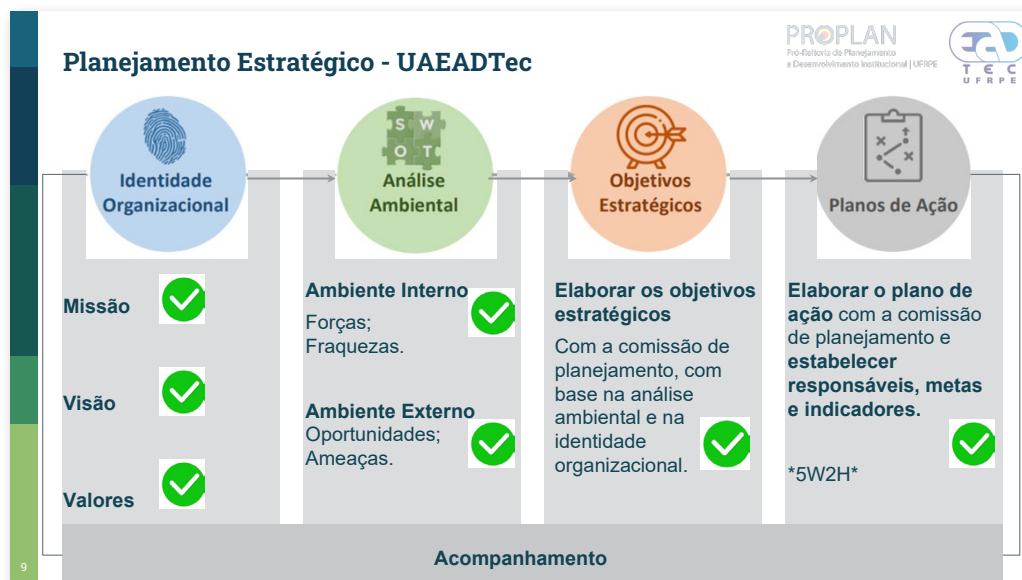 Planejamento Estratégico - UAEADTec
PROPLAN
Pró-Reitoria de Planejamento
e Desenvolvimento Institucional | UFRPE
TEC
UFRPE
S W
O T
Identidade
Organizacional
Análise
Ambiental
Objetivos
Estratégicos
Planos de Ação
Missão
Visão
Valores
Ambiente Interno
Forças;
Fraquezas.
Ambiente Externo
Oportunidades;
Ameaças.
Elaborar os objetivos
estratégicos
Com a comissão de
planejamento, com
base na análise
ambiental e na
identidade
organizacional.
Elaborar o plano de
ação com a comissão
de planejamento e
estabelecer
responsáveis, metas
e indicadores.
*5W2H*
Acompanhamento
9